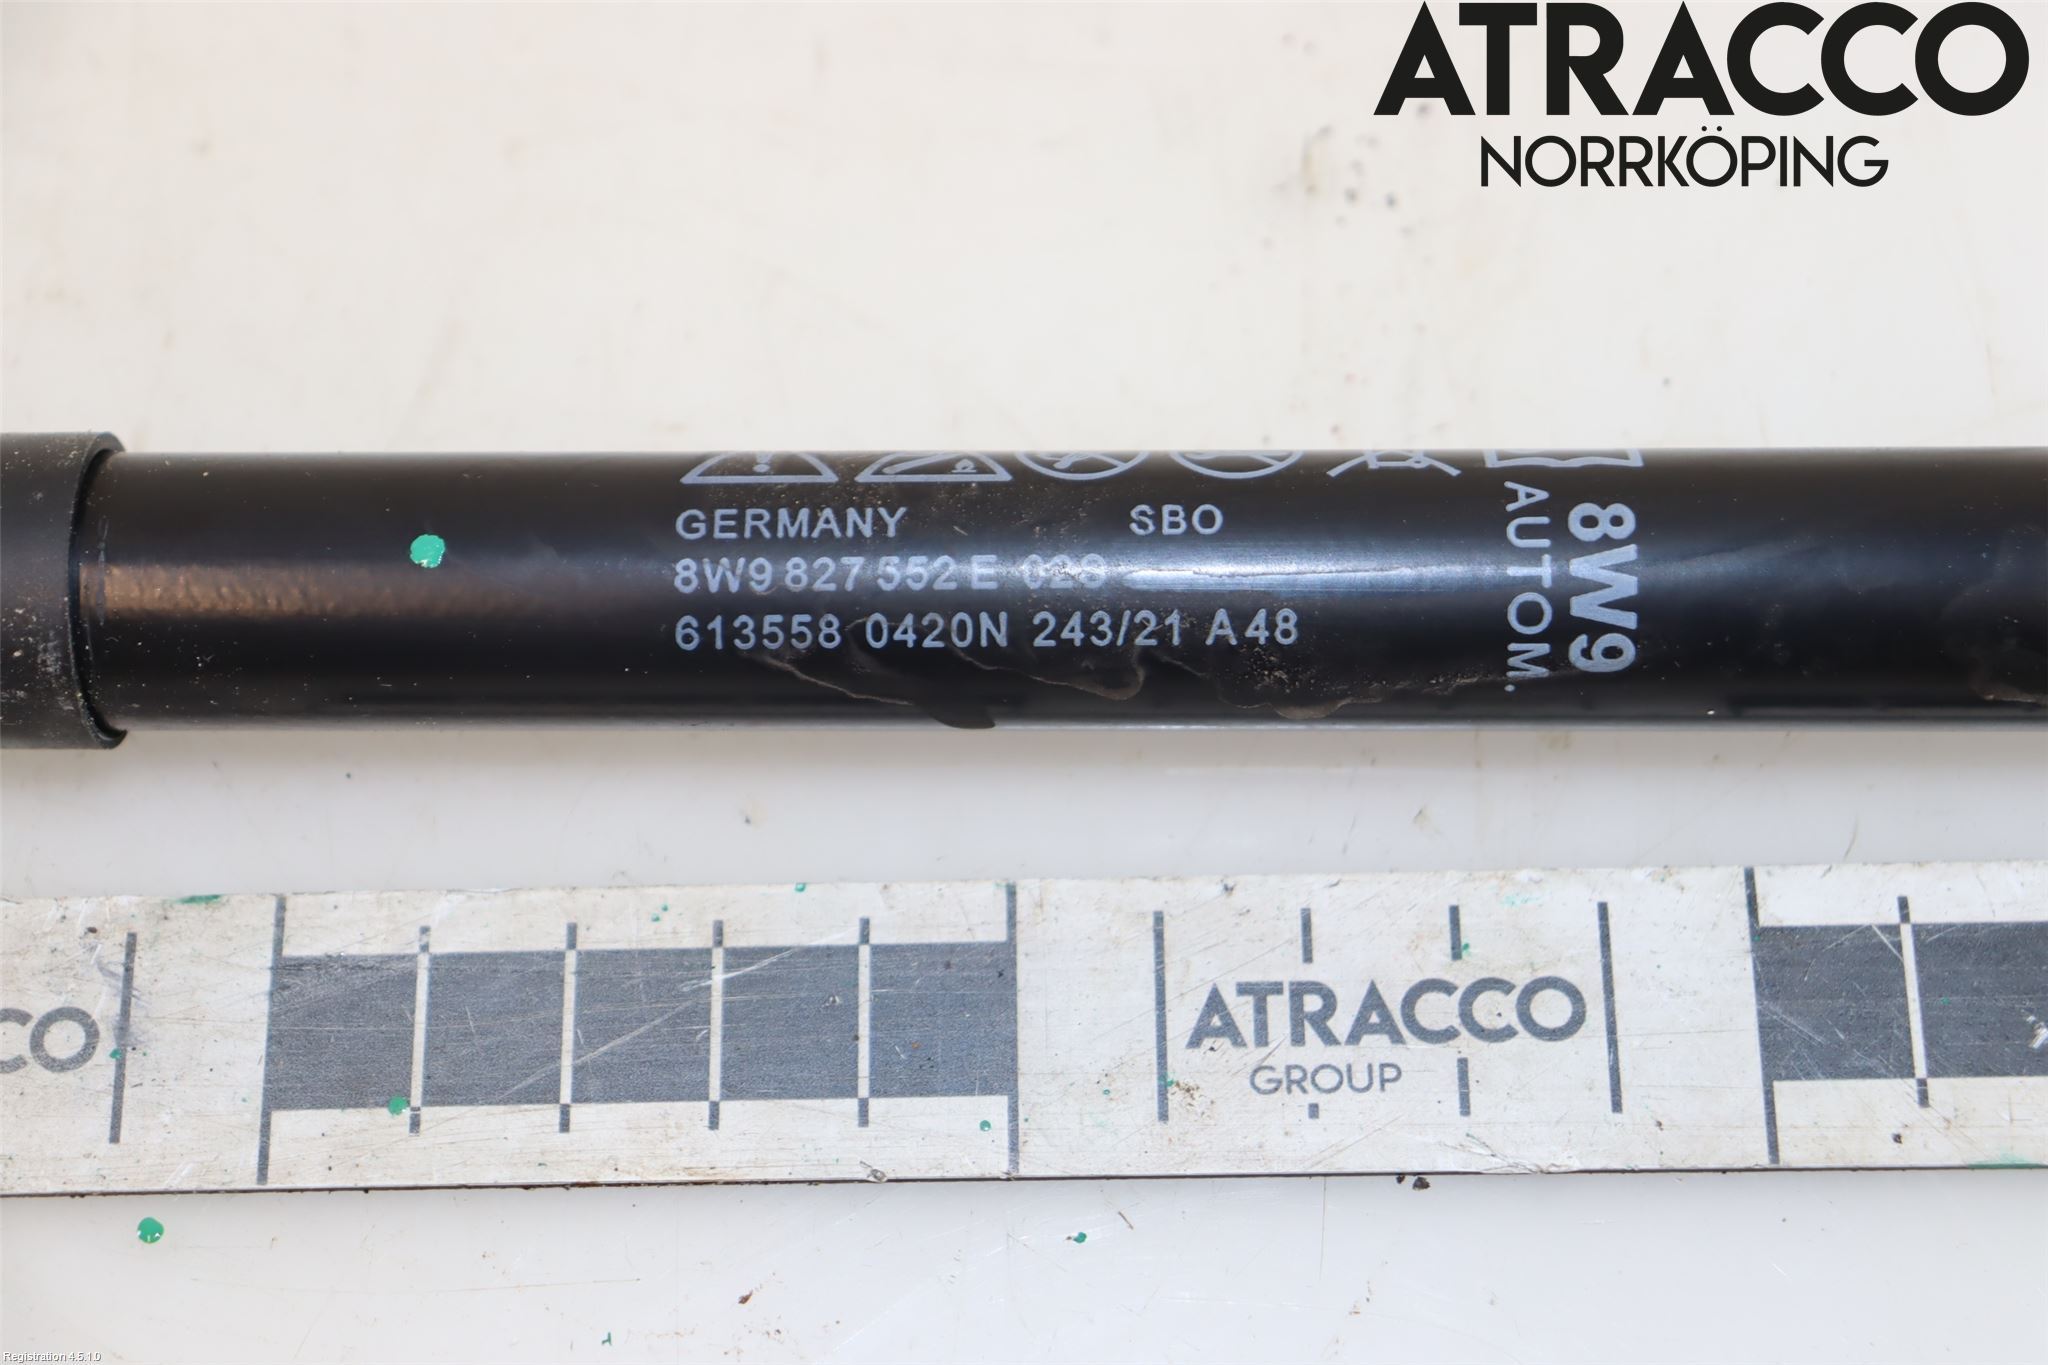 ATRACCO
NORRKÖPING
GERMANY SBO
8W9 827 552 E 028
613558 0420N 243/21 A48
AUTOM.
8W9
CO
ATRACCO
GROUP
Registration 4.5.1.0